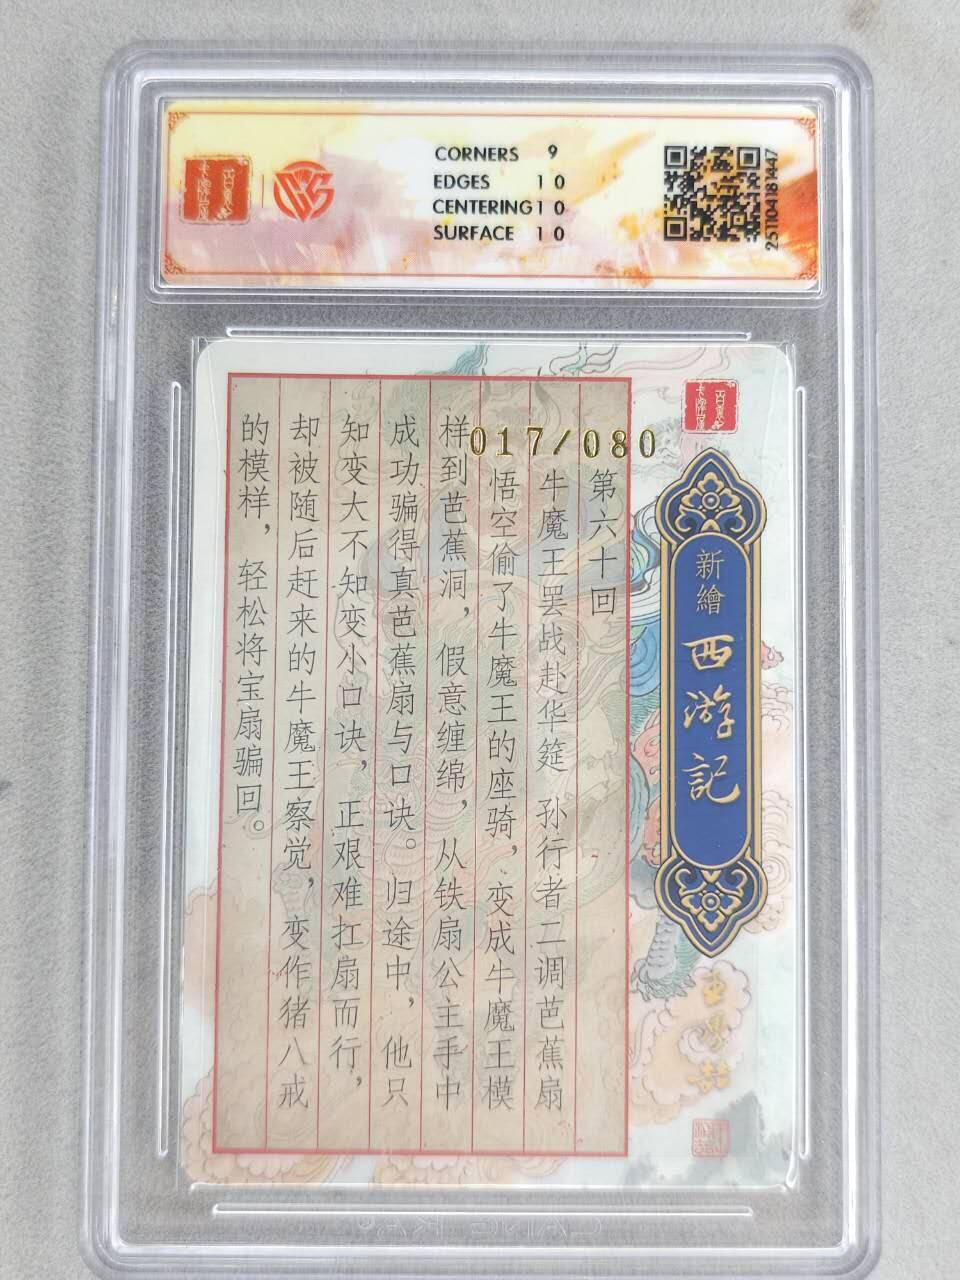 CORNERS 9
EDGES 10
CENTERING 10
SURFACE 10
251104181447
017/080
第六十回
牛魔王罢战赴华筵 孙行者二调芭蕉扇
悟空偷了牛魔王的座骑，变成牛魔王模
样到芭蕉洞，假意缠绵，从铁扇公主手中
成功骗得真芭蕉扇与口诀。归途中，他只
知变大不知变小口诀，正艰难扛扇而行，
却被随后赶来的牛魔王察觉，变作猪八戒
的模样，轻松将宝扇骗回。
新繪
西游記